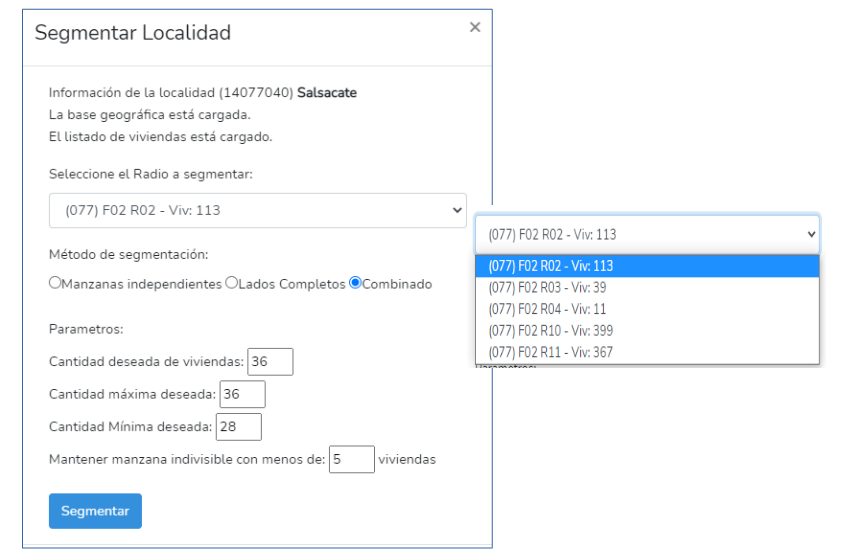 Segmentar Localidad ×
Información de la localidad (14077040) Salsacate
La base geográfica está cargada.
El listado de viviendas está cargado.
Seleccione el Radio a segmentar:
(077) F02 R02 - Viv: 113
Método de segmentación:
Manzanas independientes Lados Completos Combinado
Parametros:
Cantidad deseada de viviendas: 36
Cantidad máxima deseada: 36
Cantidad Mínima deseada: 28
Mantener manzana indivisible con menos de: 5 viviendas
Segmentar
(077) F02 R02 - Viv: 113
(077) F02 R02 - Viv: 113
(077) F02 R03 - Viv: 39
(077) F02 R04 - Viv: 11
(077) F02 R10 - Viv: 399
(077) F02 R11 - Viv: 367
Parametros: